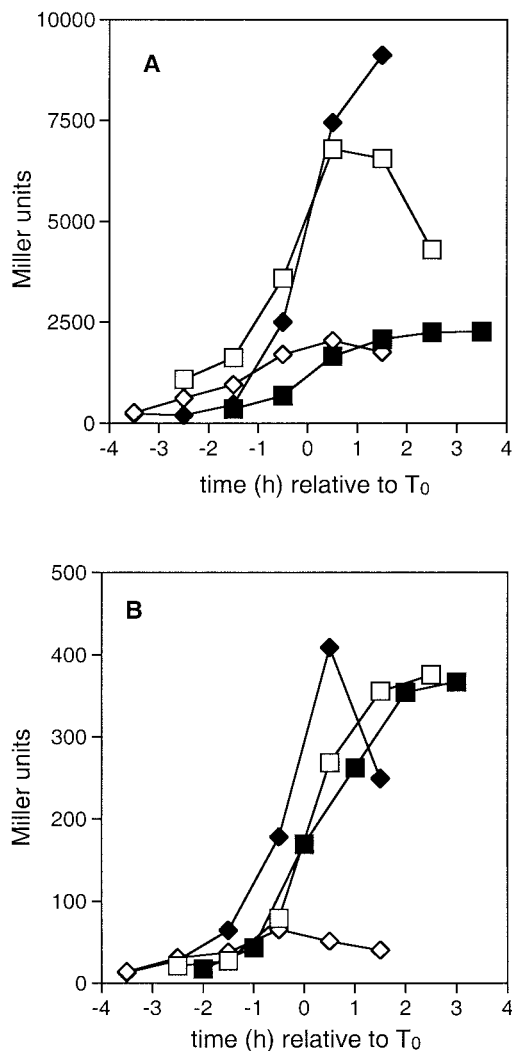 10000
A
7500
Miller units
5000
2500
0
-4 -3 -2 -1 0 1 2 3 4
time (h) relative to T0
500
B
400
300
Miller units
200
100
0
-4 -3 -2 -1 0 1 2 3 4
time (h) relative to T0